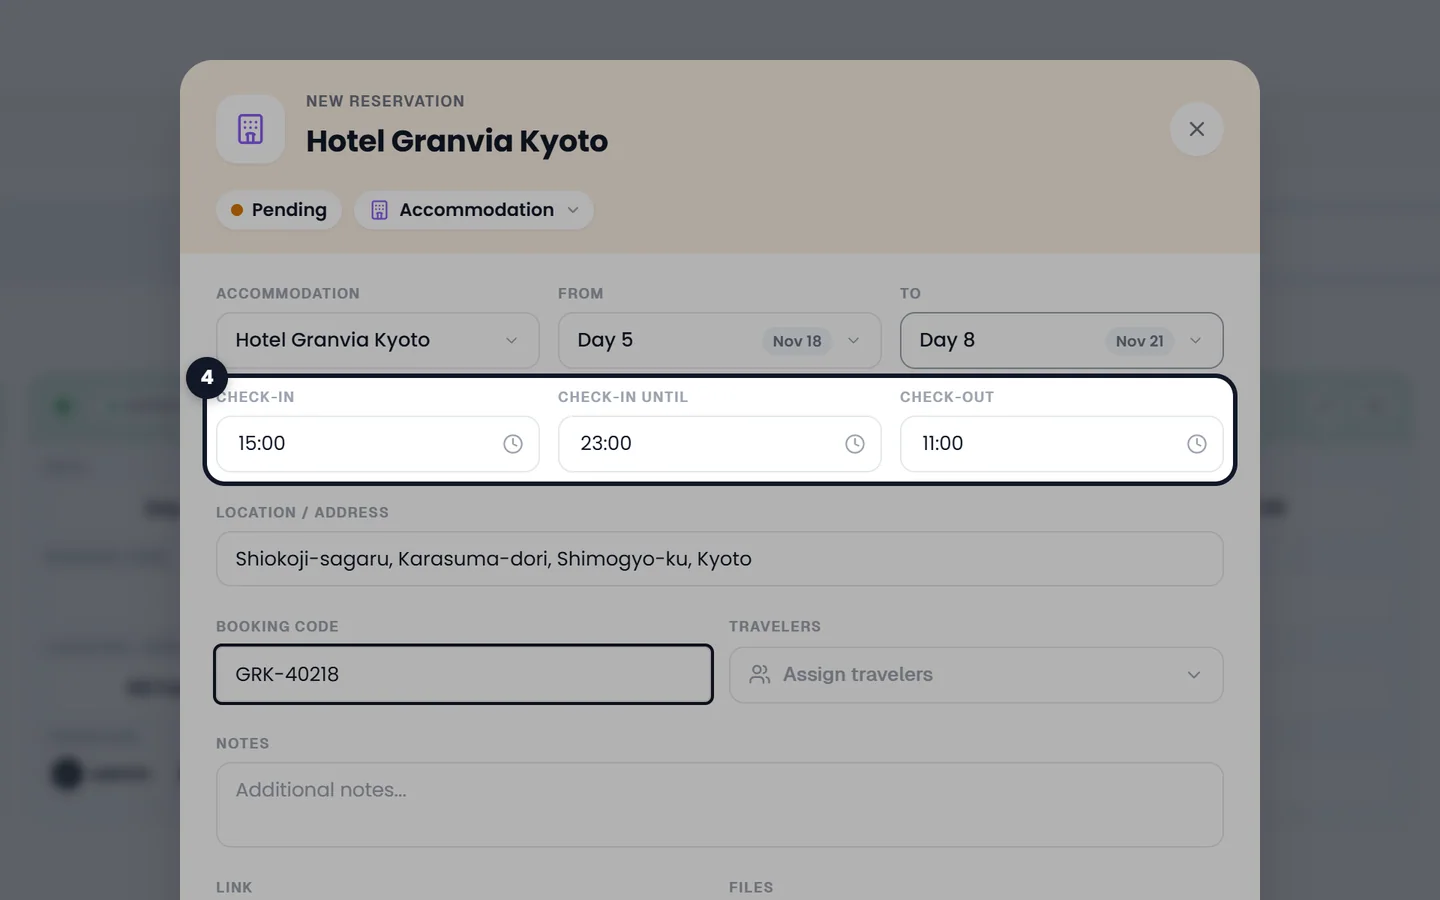 NEW RESERVATION
Hotel Granvia Kyoto
Pending
Accommodation
ACCOMMODATION
FROM
TO
Hotel Granvia Kyoto
Day 5
Nov 18
Day 8
Nov 21
4
CHECK-IN
CHECK-IN UNTIL
CHECK-OUT
15:00
23:00
11:00
LOCATION / ADDRESS
Shiokoji-sagaru, Karasuma-dori, Shimogyo-ku, Kyoto
BOOKING CODE
TRAVELERS
GRK-40218
Assign travelers
NOTES
Additional notes...
LINK
FILES